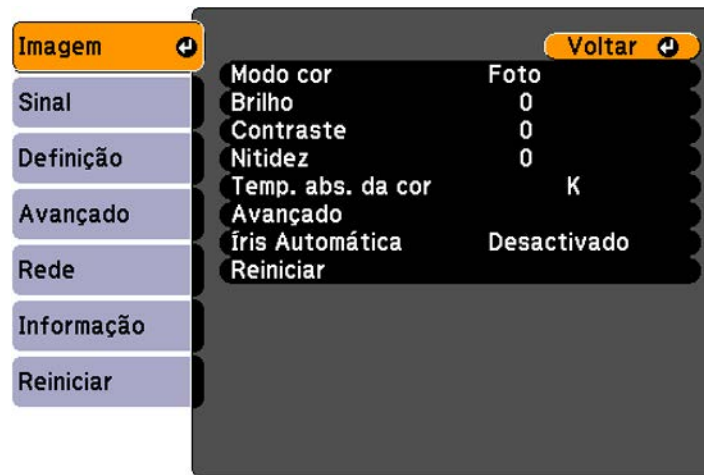 Imagem
Sinal
Definição
Avançado
Rede
Informação
Reiniciar
Voltar
Modo cor Foto
Brilho 0
Contraste 0
Nitidez 0
Temp. abs. da cor K
Avançado
Íris Automática Desactivado
Reiniciar